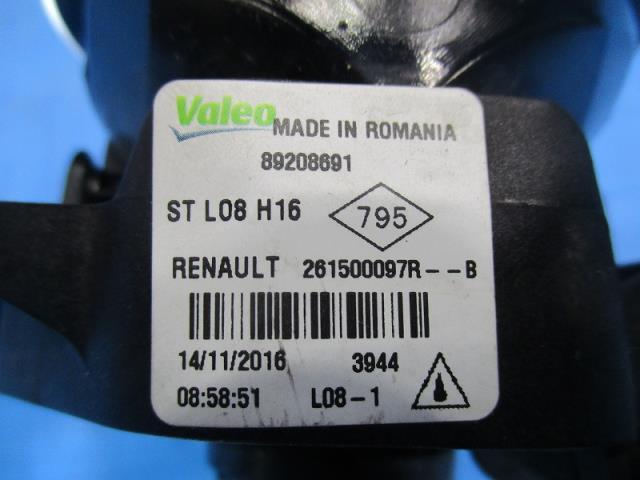 Valeo MADE IN ROMANIA
89208691
ST L08 H16 795
RENAULT 261500097R--B
14/11/2016 3944
08:58:51 L08-1